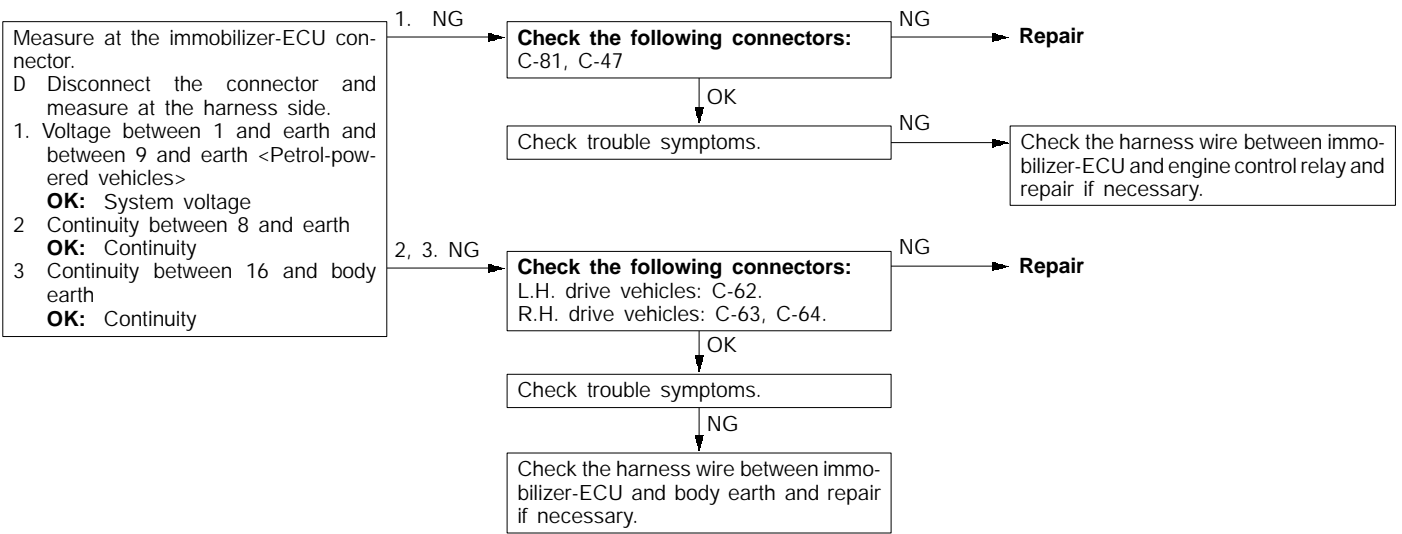 Measure at the immobilizer-ECU con-
nector.
D Disconnect the connector and
measure at the harness side.
1. Voltage between 1 and earth and
between 9 and earth <Petrol-pow-
ered vehicles>
OK: System voltage
2 Continuity between 8 and earth
OK: Continuity
3 Continuity between 16 and body
earth
OK: Continuity
1. NG
Check the following connectors:
C-81, C-47
NG
Repair
OK
Check trouble symptoms.
NG
Check the harness wire between immo-
bilizer-ECU and engine control relay and
repair if necessary.
2, 3. NG
Check the following connectors:
L.H. drive vehicles: C-62.
R.H. drive vehicles: C-63, C-64.
NG
Repair
OK
Check trouble symptoms.
NG
Check the harness wire between immo-
bilizer-ECU and body earth and repair
if necessary.